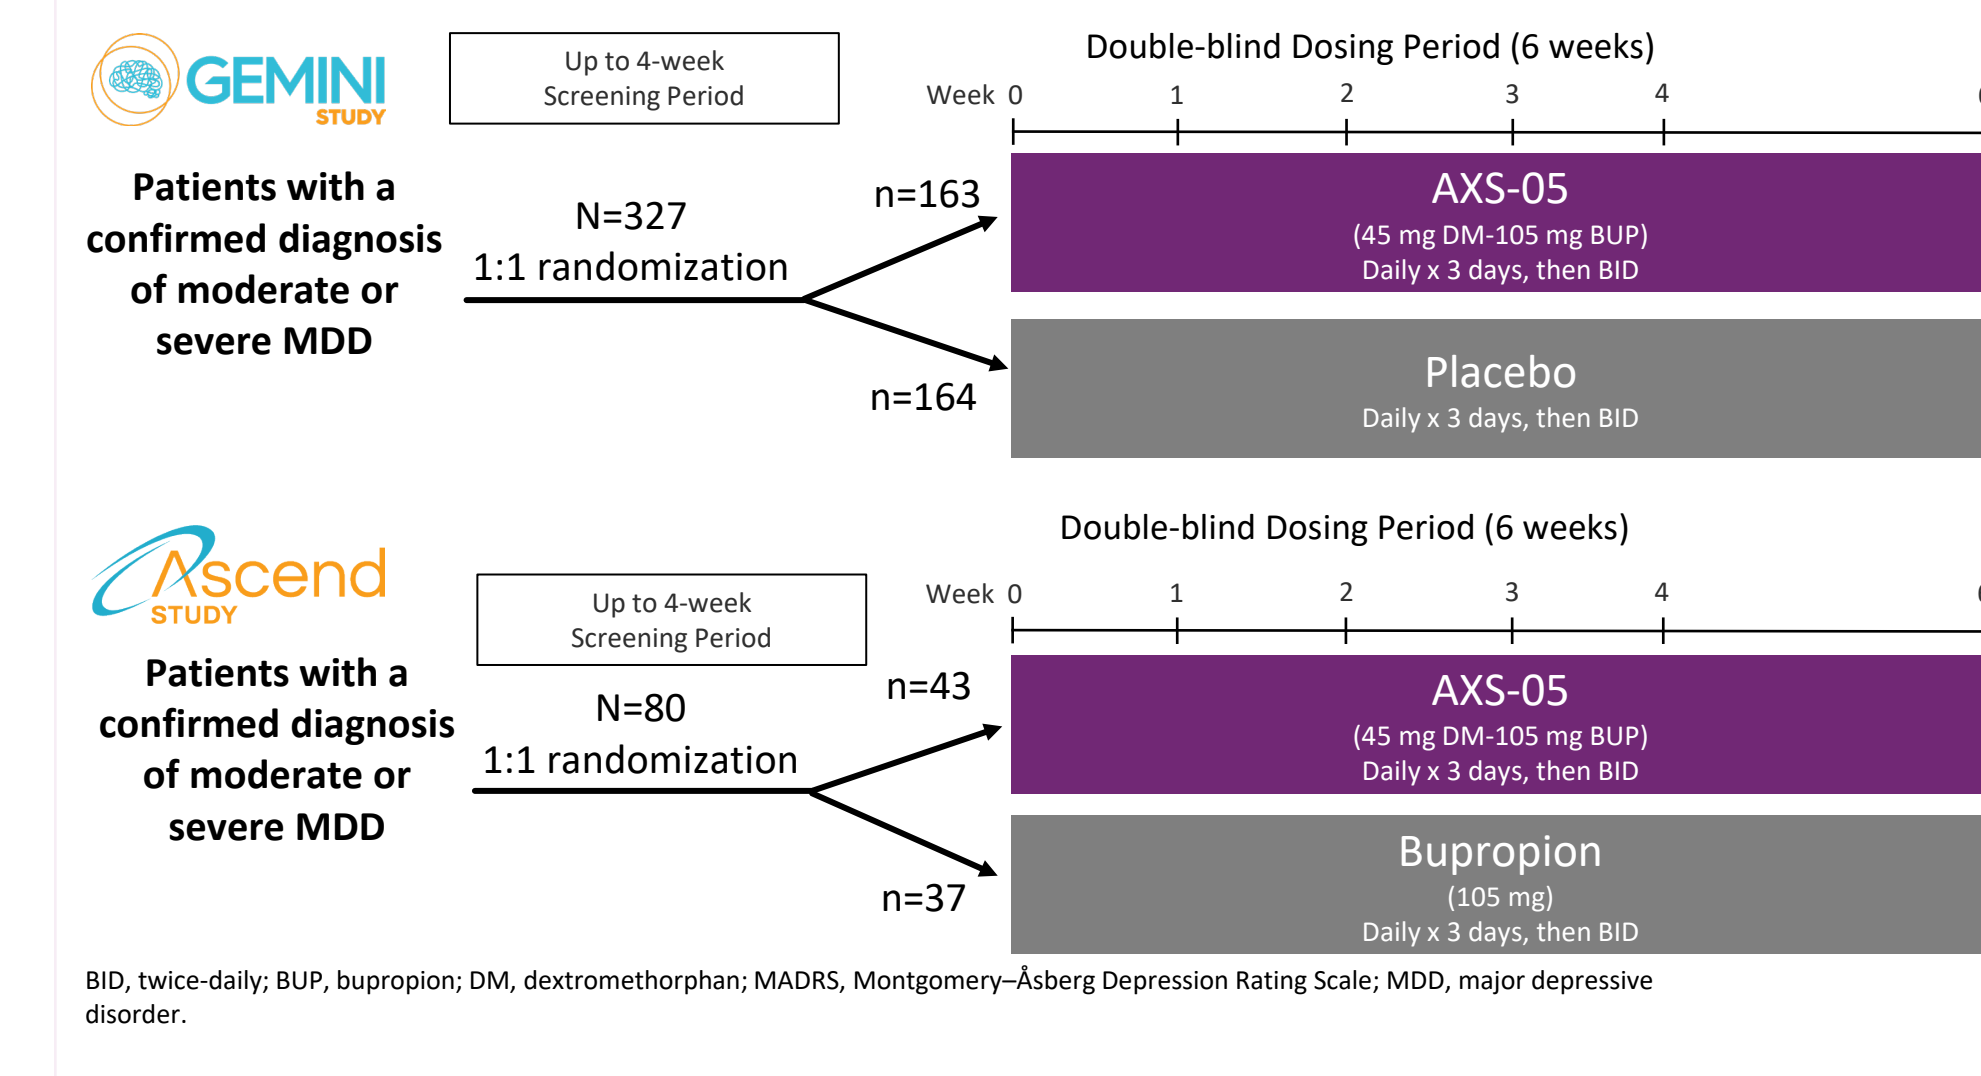 GEMINI
STUDY
Up to 4-week
Screening Period
Double-blind Dosing Period (6 weeks)
Week 0 1 2 3 4
Patients with a
confirmed diagnosis
of moderate or
severe MDD
N=327
1:1 randomization
n=163
n=164
AXS-05
(45 mg DM-105 mg BUP)
Daily x 3 days, then BID
Placebo
Daily x 3 days, then BID
Ascend
STUDY
Up to 4-week
Screening Period
Double-blind Dosing Period (6 weeks)
Week 0 1 2 3 4
Patients with a
confirmed diagnosis
of moderate or
severe MDD
N=80
1:1 randomization
n=43
n=37
AXS-05
(45 mg DM-105 mg BUP)
Daily x 3 days, then BID
Bupropion
(105 mg)
Daily x 3 days, then BID
BID, twice-daily; BUP, bupropion; DM, dextromethorphan; MADRS, Montgomery–Åsberg Depression Rating Scale; MDD, major depressive
disorder.